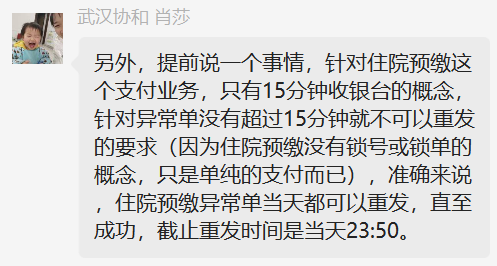 武汉协和 肖莎
另外，提前说一个事情，针对住院预缴这
个支付业务，只有15分钟收银台的概念，
针对异常单没有超过15分钟就不可以重发
的要求（因为住院预缴没有锁号或锁单的
概念，只是单纯的支付而已），准确来说
，住院预缴异常单当天都可以重发，直至
成功，截止重发时间是当天23:50。